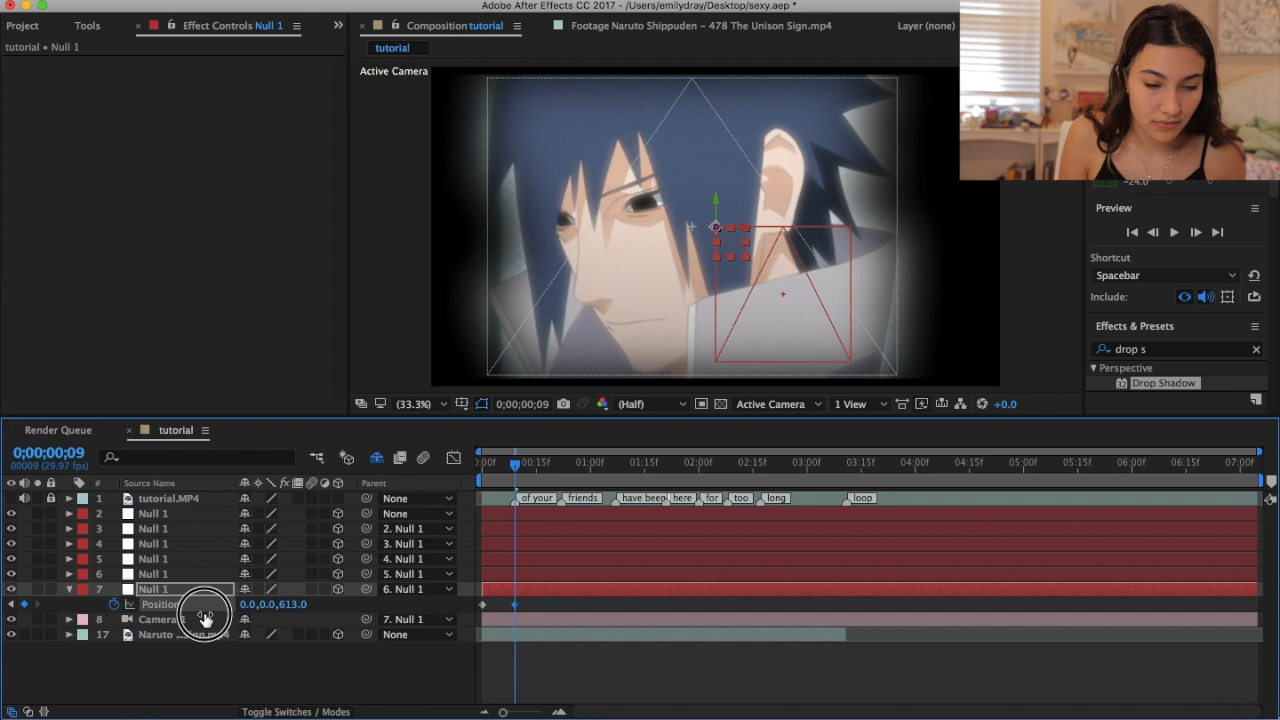 Adobe After Effects CC 2017 - /Users/emilydray/Desktop/sexy.aep *
Project
Tools
Effect Controls Null 1
Composition tutorial
Footage Naruto Shippuden – 478 The Unison Sign.mp4
Layer (none)
tutorial • Null 1
tutorial
Active Camera
-24.0
Preview
Shortcut
Spacebar
Include:
Effects & Presets
drop s
Perspective
Drop Shadow
(33.3%)
0;00;00;09
(Half)
Active Camera
1 View
+0.0
Render Queue
tutorial
0;00;00;09
00009 (29.97 fps)
:00f 00:15f 01:00f 01:15f 02:00f 02:15f 03:00f 03:15f 04:00f 04:15f 05:00f 05:15f 06:00f 06:15f 07:00f
# Source Name Parent
1 tutorial.MP4 None of your friends have been here for too long loop
2 Null 1 None
3 Null 1 2. Null 1
4 Null 1 3. Null 1
5 Null 1 4. Null 1
6 Null 1 5. Null 1
7 Null 1 6. Null 1
Position 0.0,0.0,613.0
8 Camera 1 7. Null 1
17 Naruto None
Toggle Switches / Modes